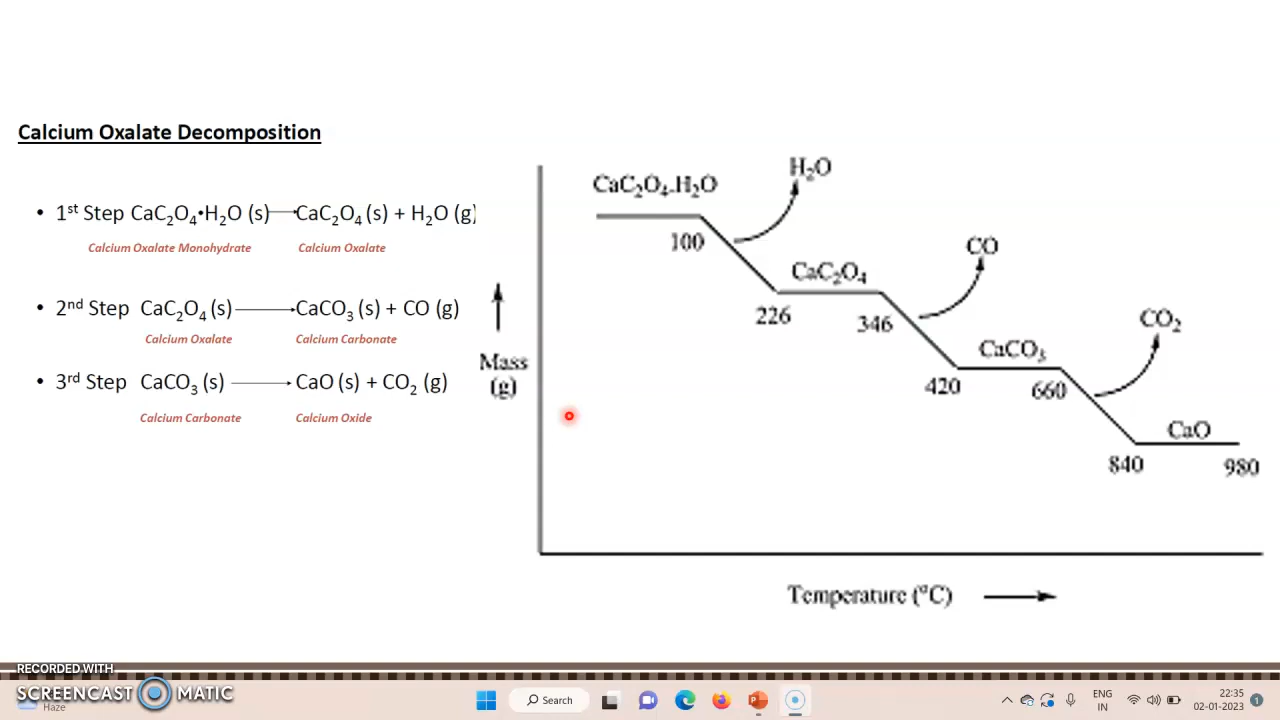 Calcium Oxalate Decomposition
• 1st Step CaC₂O₄•H₂O (s) → CaC₂O₄ (s) + H₂O (g)
Calcium Oxalate Monohydrate Calcium Oxalate
• 2nd Step CaC₂O₄ (s) → CaCO₃ (s) + CO (g)
Calcium Oxalate Calcium Carbonate
• 3rd Step CaCO₃ (s) → CaO (s) + CO₂ (g)
Calcium Carbonate Calcium Oxide
CaC₂O₄.H₂O
H₂O
100
CaC₂O₄
CO
226
346
CaCO₃
CO₂
420
660
CaO
840
980
Mass
(g)
Temperature (°C)
RECORDED WITH
SCREENCAST MATIC
Haze
Search
ENG
IN
22:35
02-01-2023
1